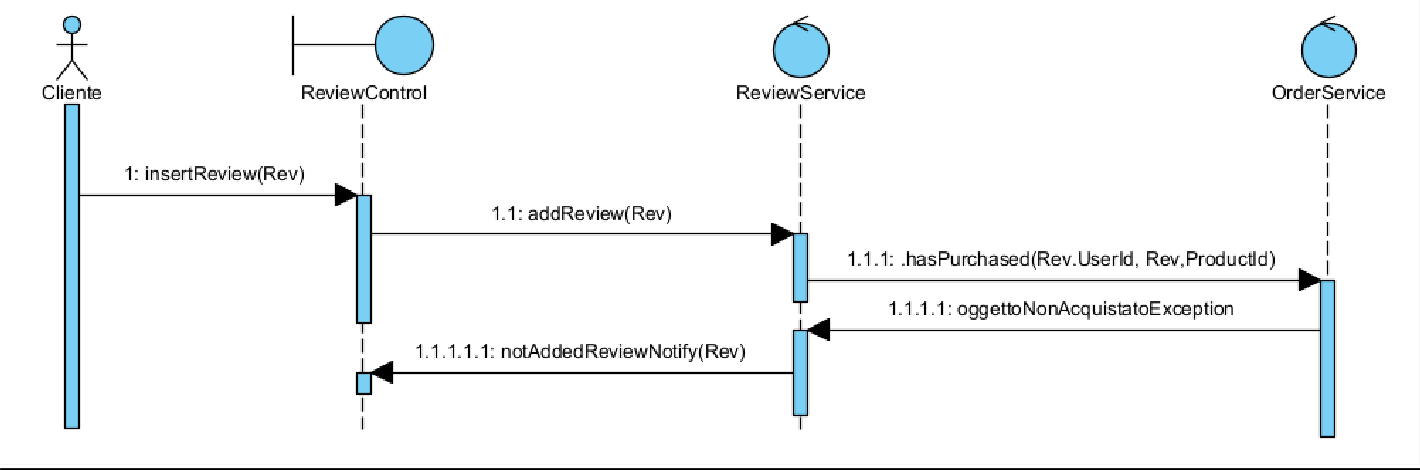 Cliente
ReviewControl
ReviewService
OrderService
1: insertReview(Rev)
1.1: addReview(Rev)
1.1.1: .hasPurchased(Rev.UserId, Rev,ProductId)
1.1.1.1: oggettoNonAcquistatoException
1.1.1.1.1: notAddedReviewNotify(Rev)